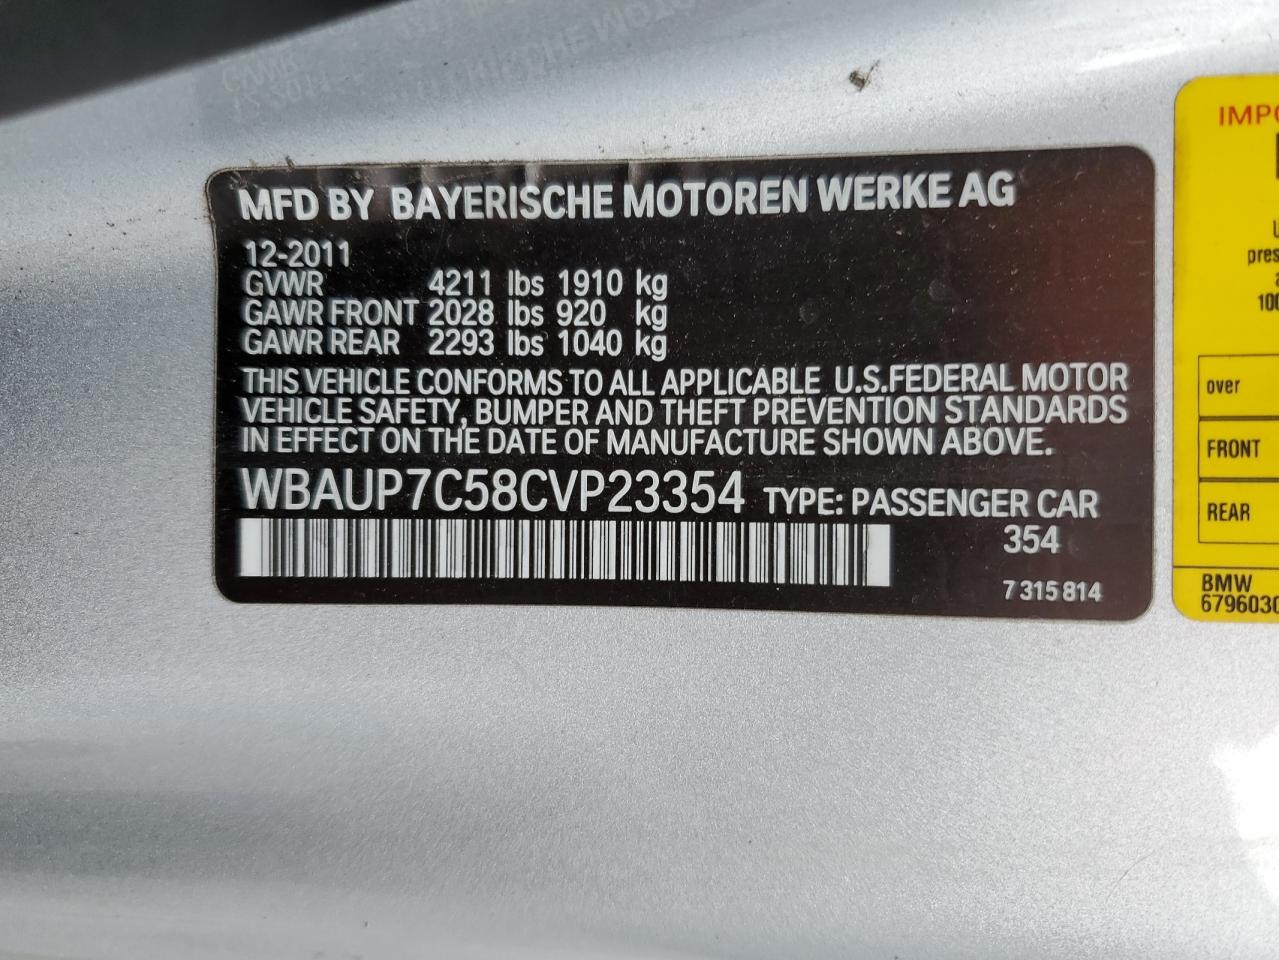 MFD BY BAYERISCHE MOTOREN WERKE AG
12-2011
GVWR 4211 lbs 1910 kg
GAWR FRONT 2028 lbs 920 kg
GAWR REAR 2293 lbs 1040 kg
THIS VEHICLE CONFORMS TO ALL APPLICABLE U.S.FEDERAL MOTOR
VEHICLE SAFETY, BUMPER AND THEFT PREVENTION STANDARDS
IN EFFECT ON THE DATE OF MANUFACTURE SHOWN ABOVE.
WBAUP7C58CVP23354 TYPE: PASSENGER CAR
354
7 315 814
over
FRONT
REAR
BMW